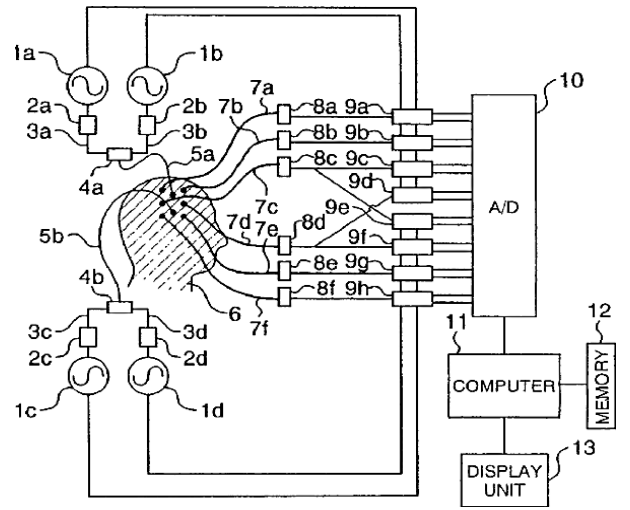 1a
1b
2a
2b
3a
3b
4a
5a
7a
7b
7c
8a
9a
8b
9b
8c
9c
9d
9e
10
A/D
5b
7d
7e
8d
9f
8e
9g
8f
9h
7f
6
4b
3c
3d
2c
2d
1c
1d
11
12
COMPUTER
MEMORY
13
DISPLAY
UNIT